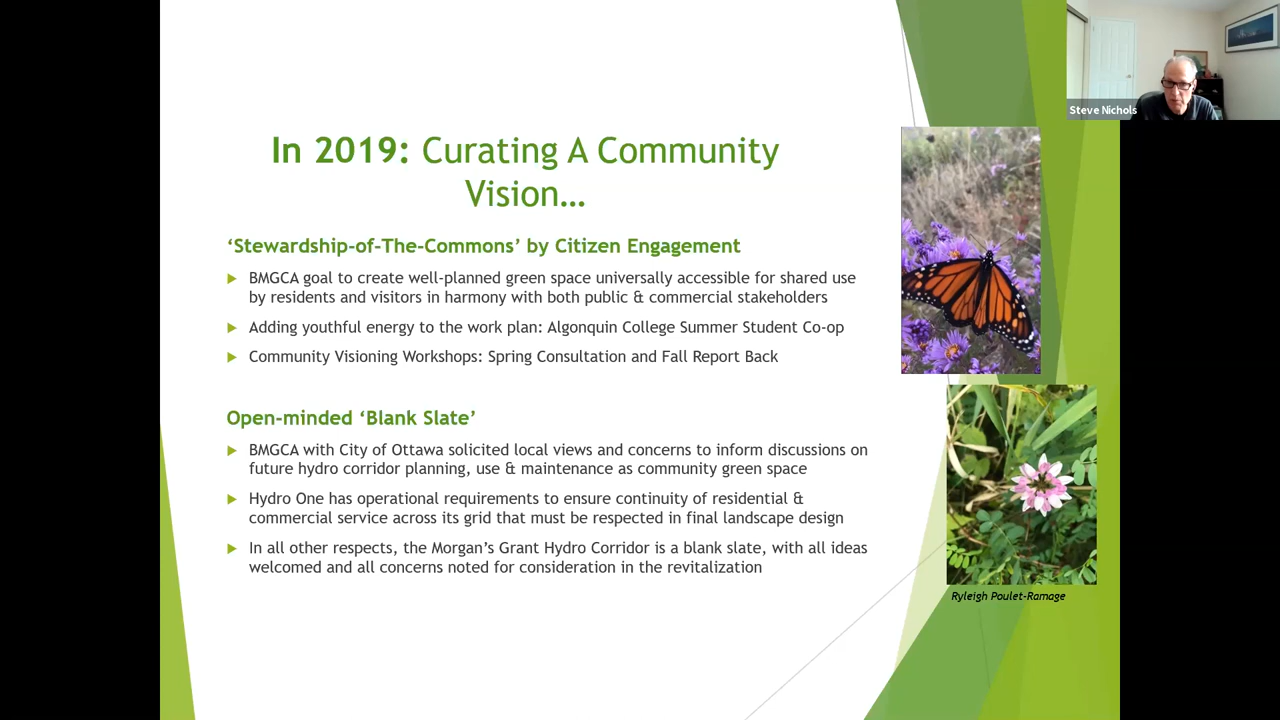 Steve Nichols
In 2019: Curating A Community
Vision…
‘Stewardship-of-The-Commons’ by Citizen Engagement
BMGCA goal to create well-planned green space universally accessible for shared use
by residents and visitors in harmony with both public & commercial stakeholders
Adding youthful energy to the work plan: Algonquin College Summer Student Co-op
Community Visioning Workshops: Spring Consultation and Fall Report Back
Open-minded ‘Blank Slate’
BMGCA with City of Ottawa solicited local views and concerns to inform discussions on
future hydro corridor planning, use & maintenance as community green space
Hydro One has operational requirements to ensure continuity of residential &
commercial service across its grid that must be respected in final landscape design
In all other respects, the Morgan’s Grant Hydro Corridor is a blank slate, with all ideas
welcomed and all concerns noted for consideration in the revitalization
Ryleigh Poulet-Ramage